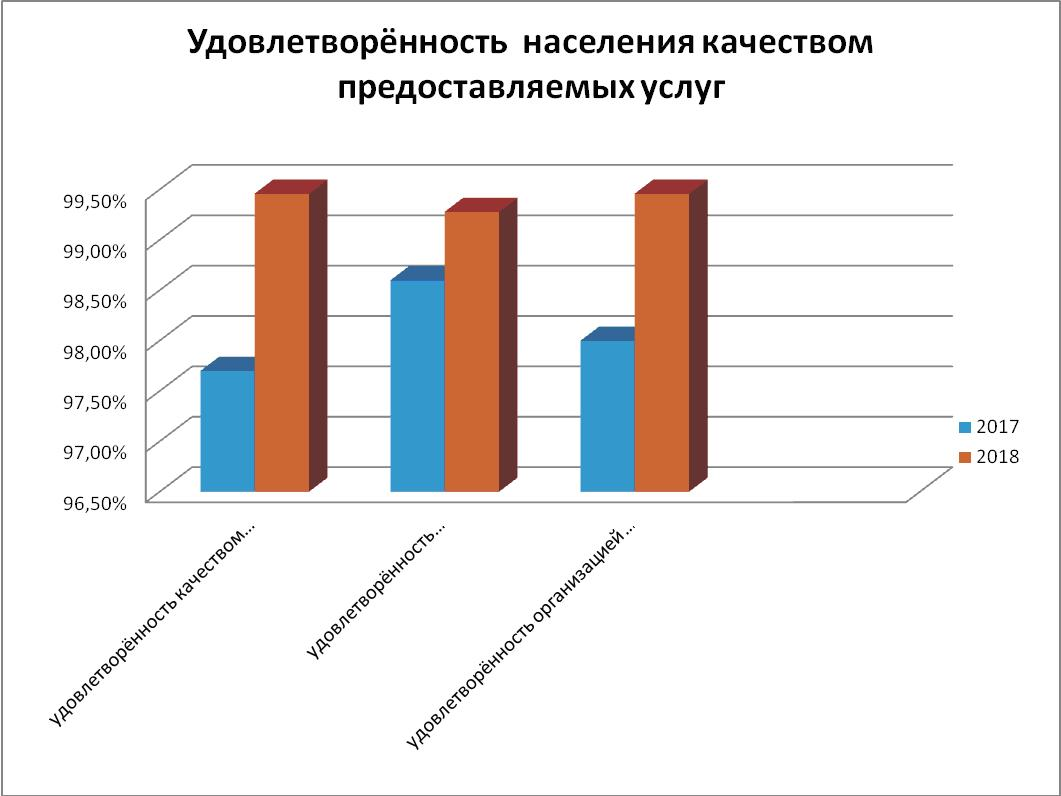 Удовлетворённость населения качеством
предоставляемых услуг
99,50%
99,00%
98,50%
98,00%
97,50%
97,00%
96,50%
2017
2018
удовлетворённость качеством...
удовлетворённость...
удовлетворённость организацией...